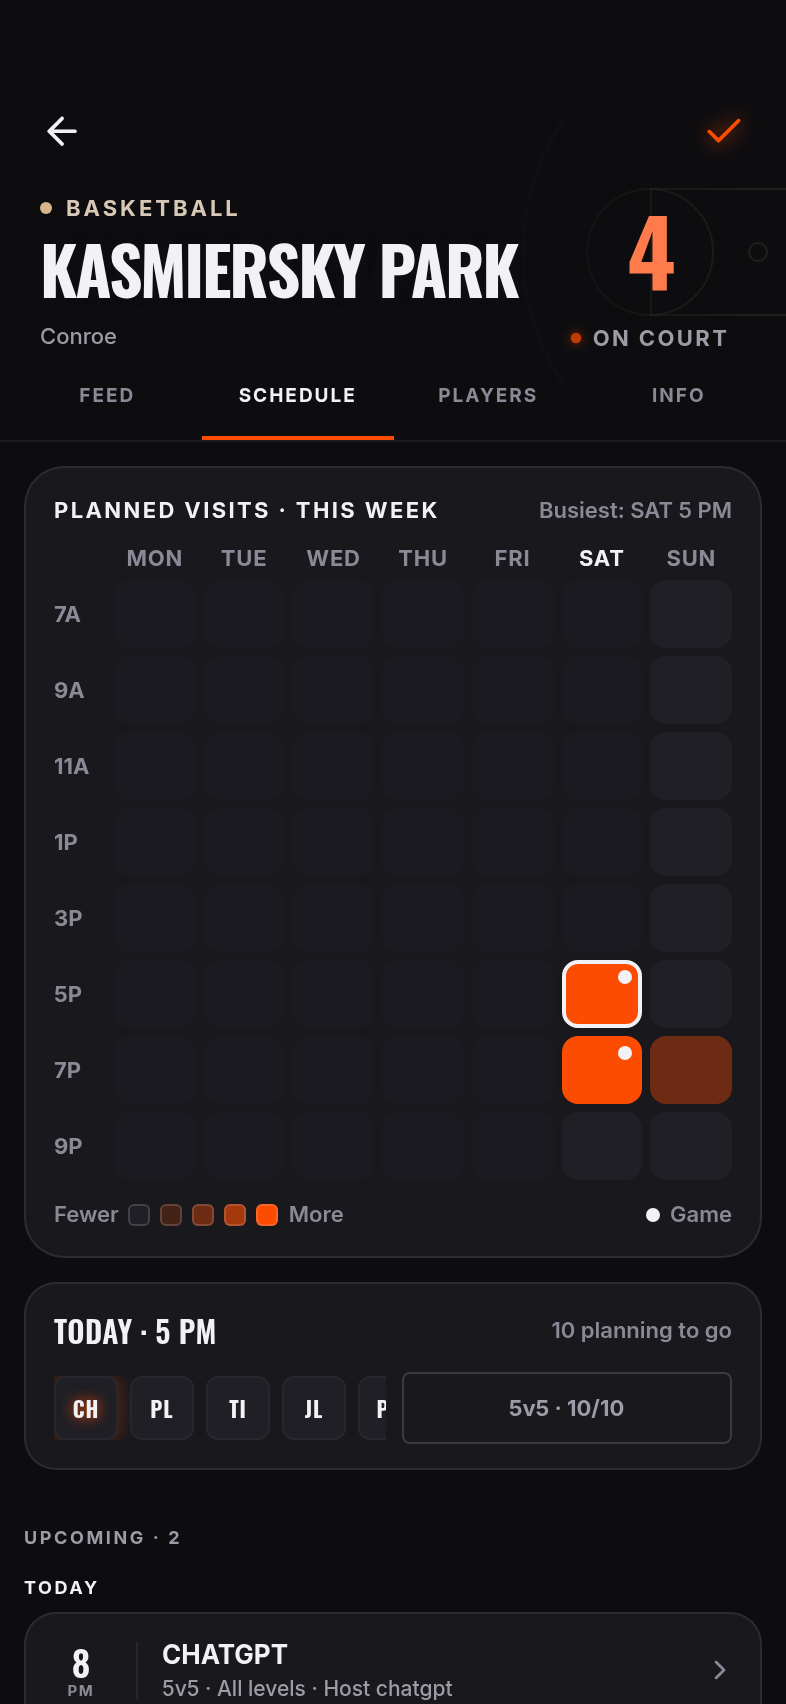 BASKETBALL
KASMIERSKY PARK
4
Conroe
ON COURT
FEED SCHEDULE PLAYERS INFO
PLANNED VISITS · THIS WEEK Busiest: SAT 5 PM
MON TUE WED THU FRI SAT SUN
7A
9A
11A
1P
3P
5P
7P
9P
Fewer More Game
TODAY · 5 PM 10 planning to go
CH PL TI JL 5v5 · 10/10
UPCOMING · 2
TODAY
8 PM
CHATGPT
5v5 · All levels · Host chatgpt